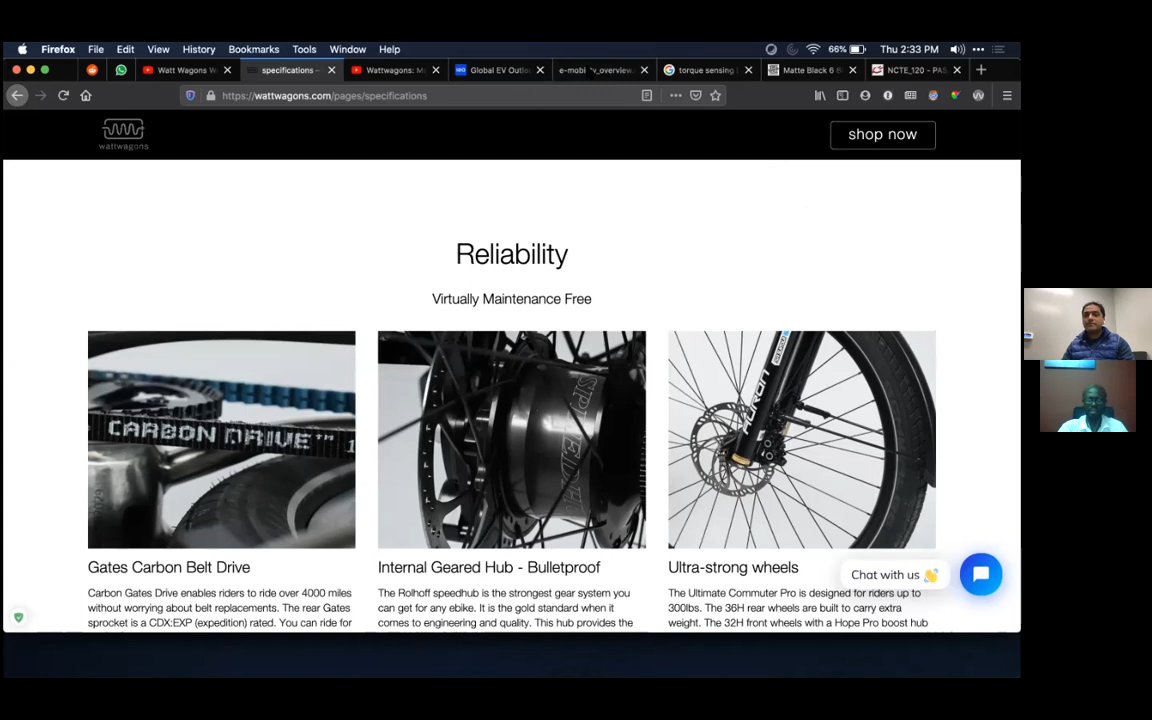 Firefox File Edit View History Bookmarks Tools Window Help 66% Thu 2:33 PM
Watt Wagons W specifications – Wattwagons: M Global EV Outlo e-mobi ty_overview. torque sensing Matte Black 6 B NCTE_120 - PAS
https://wattwagons.com/pages/specifications
wattwagons
shop now
Reliability
Virtually Maintenance Free
CARBON DRIVE™ 1
SPEEDH
AURON
Gates Carbon Belt Drive
Carbon Gates Drive enables riders to ride over 4000 miles
without worrying about belt replacements. The rear Gates
sprocket is a CDX:EXP (expedition) rated. You can ride for
Internal Geared Hub - Bulletproof
The Rolhoff speedhub is the strongest gear system you
can get for any ebike. It is the gold standard when it
comes to engineering and quality. This hub provides the
Ultra-strong wheels
The Ultimate Commuter Pro is designed for riders up to
300lbs. The 36H rear wheels are built to carry extra
weight. The 32H front wheels with a Hope Pro boost hub
Chat with us 👋